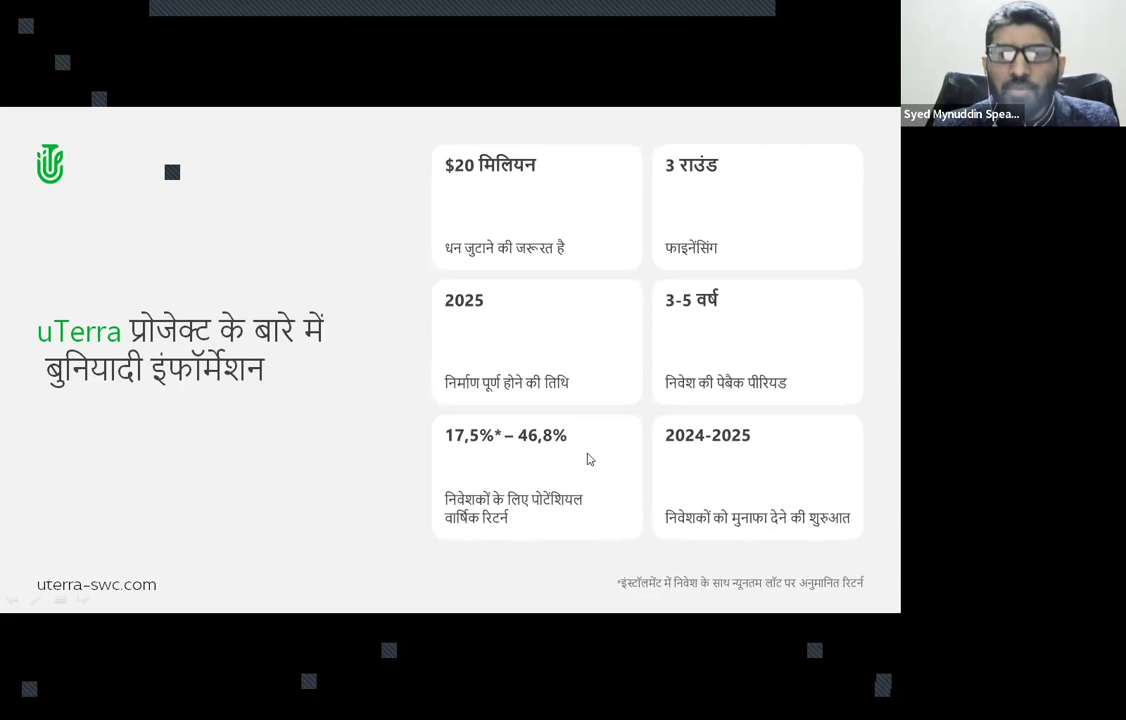 Syed Mynuddin Spea...
$20 मिलियन
धन जुटाने की जरूरत है
3 राउंड
फाइनेंसिंग
uTerra प्रोजेक्ट के बारे में
बुनियादी इंफॉर्मेशन
2025
निर्माण पूर्ण होने की तिथि
3-5 वर्ष
निवेश की पेबैक पीरियड
17,5%* – 46,8%
निवेशकों के लिए पोटेंशियल
वार्षिक रिटर्न
2024-2025
निवेशकों को मुनाफा देने की शुरुआत
uterra-swc.com
*इंस्टॉलमेंट में निवेश के साथ न्यूनतम लॉट पर अनुमानित रिटर्न